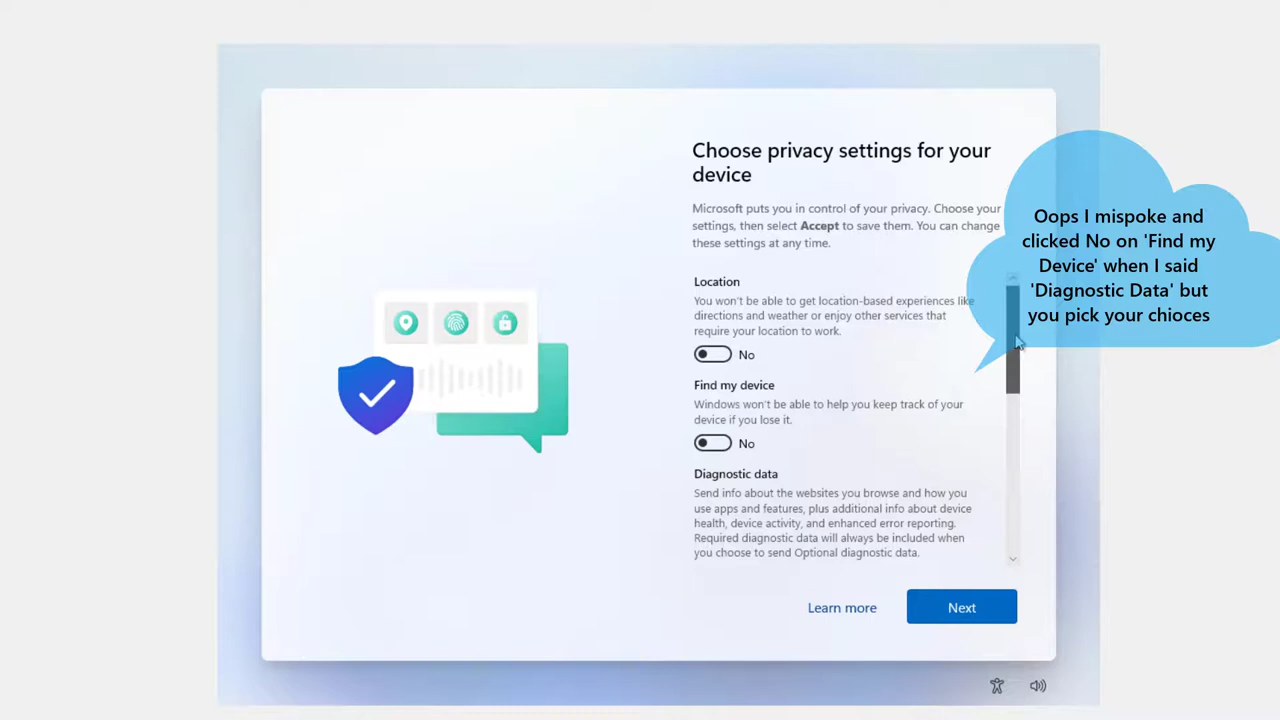 Choose privacy settings for your
device
Microsoft puts you in control of your privacy. Choose your
settings, then select Accept to save them. You can change
these settings at any time.
Location
You won't be able to get location-based experiences like
directions and weather or enjoy other services that
require your location to work.
No
Find my device
Windows won't be able to help you keep track of your
device if you lose it.
No
Diagnostic data
Send info about the websites you browse and how you
use apps and features, plus additional info about device
health, device activity, and enhanced error reporting.
Required diagnostic data will always be included when
you choose to send Optional diagnostic data.
Learn more
Next
Oops I mispoke and
clicked No on 'Find my
Device' when I said
'Diagnostic Data' but
you pick your chioces